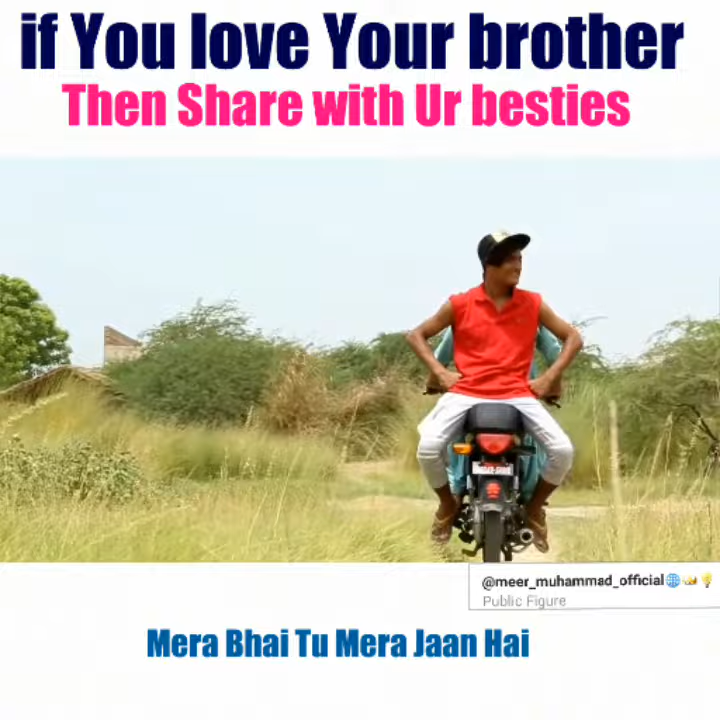 if You love Your brother
Then Share with Ur besties
@meer_muhammad_official🌐
Public Figure
Mera Bhai Tu Mera Jaan Hai